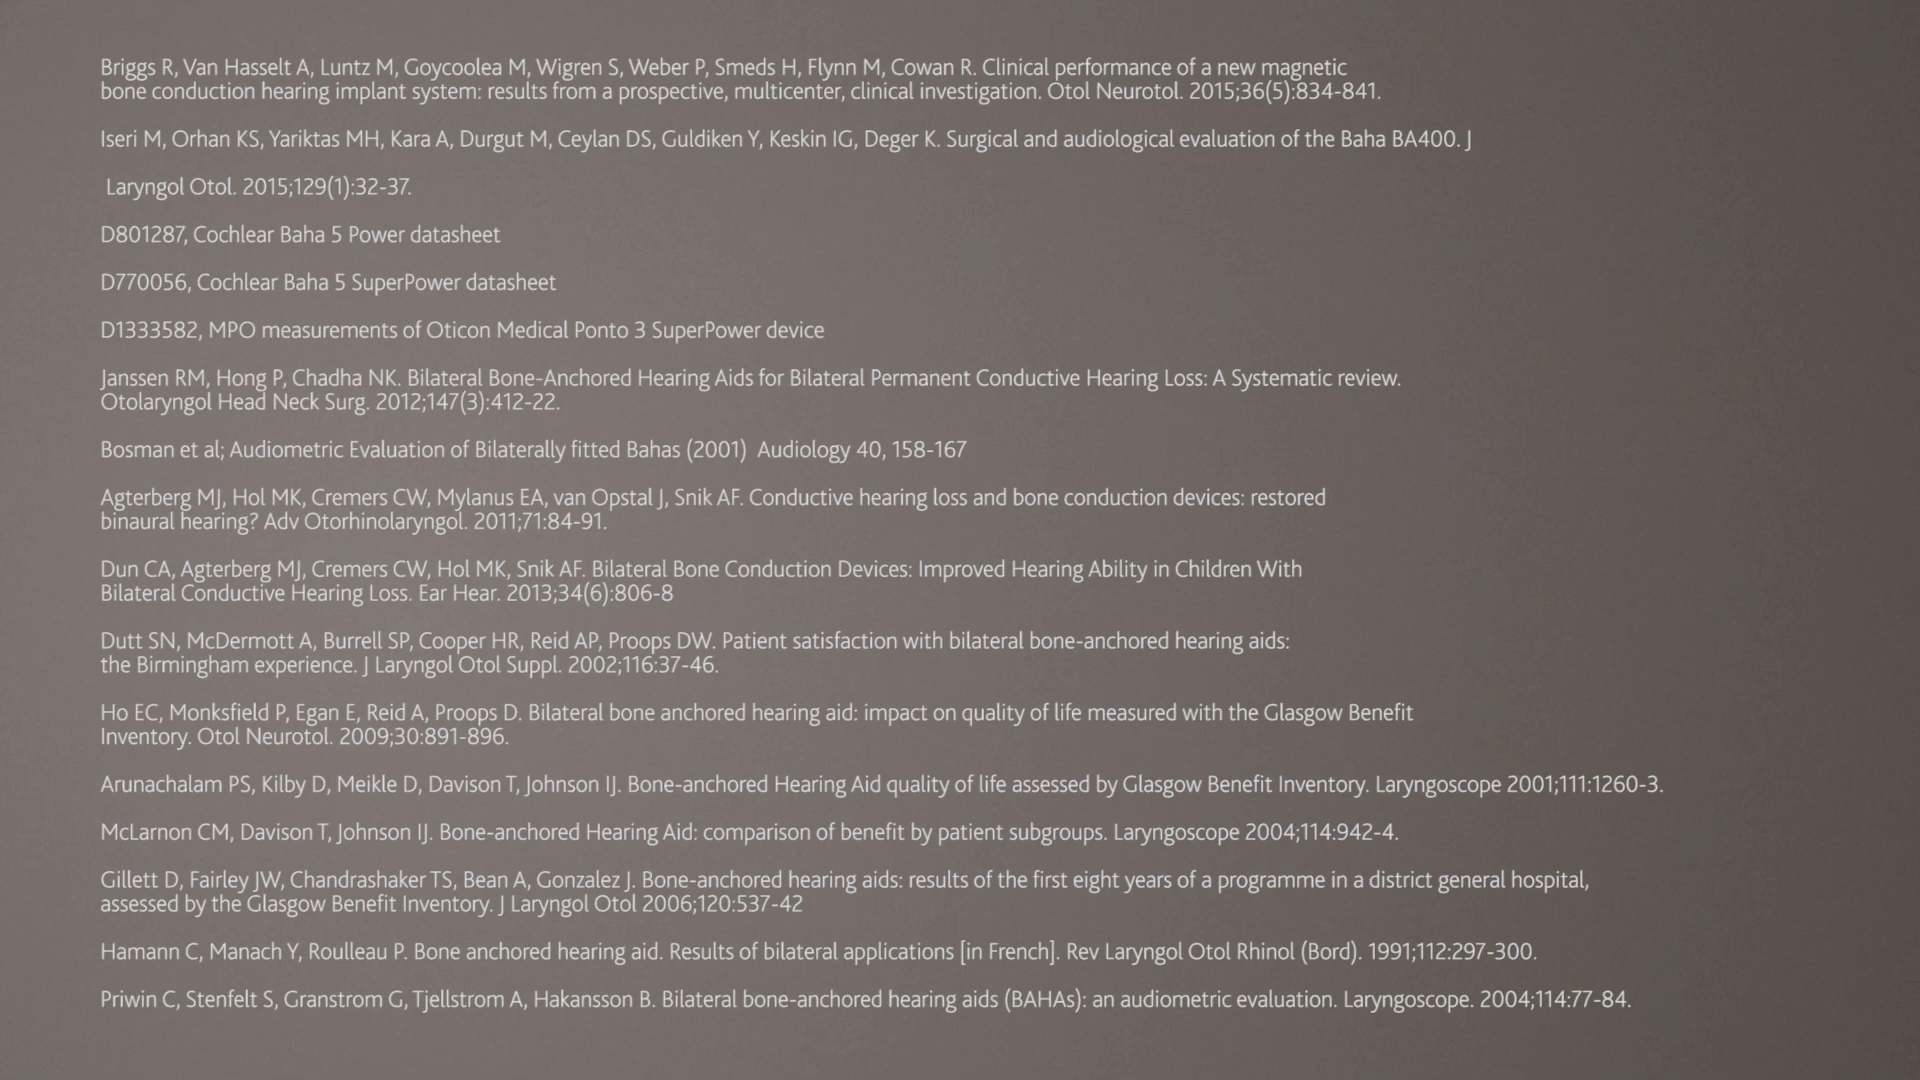 Briggs R, Van Hasselt A, Luntz M, Goycoolea M, Wigren S, Weber P, Smeds H, Flynn M, Cowan R. Clinical performance of a new magnetic
bone conduction hearing implant system: results from a prospective, multicenter, clinical investigation. Otol Neurotol. 2015;36(5):834-841.
Iseri M, Orhan KS, Yariktas MH, Kara A, Durgut M, Ceylan DS, Guldiken Y, Keskin IG, Deger K. Surgical and audiological evaluation of the Baha BA400. J
Laryngol Otol. 2015;129(1):32-37.
D801287, Cochlear Baha 5 Power datasheet
D770056, Cochlear Baha 5 SuperPower datasheet
D1333582, MPO measurements of Oticon Medical Ponto 3 SuperPower device
Janssen RM, Hong P, Chadha NK. Bilateral Bone-Anchored Hearing Aids for Bilateral Permanent Conductive Hearing Loss: A Systematic review.
Otolaryngol Head Neck Surg. 2012;147(3):412-22.
Bosman et al; Audiometric Evaluation of Bilaterally fitted Bahas (2001)  Audiology 40, 158-167
Agterberg MJ, Hol MK, Cremers CW, Mylanus EA, van Opstal J, Snik AF. Conductive hearing loss and bone conduction devices: restored
binaural hearing? Adv Otorhinolaryngol. 2011;71:84-91.
Dun CA, Agterberg MJ, Cremers CW, Hol MK, Snik AF. Bilateral Bone Conduction Devices: Improved Hearing Ability in Children With
Bilateral Conductive Hearing Loss. Ear Hear. 2013;34(6):806-8
Dutt SN, McDermott A, Burrell SP, Cooper HR, Reid AP, Proops DW. Patient satisfaction with bilateral bone-anchored hearing aids:
the Birmingham experience. J Laryngol Otol Suppl. 2002;116:37-46.
Ho EC, Monksfield P, Egan E, Reid A, Proops D. Bilateral bone anchored hearing aid: impact on quality of life measured with the Glasgow Benefit
Inventory. Otol Neurotol. 2009;30:891-896.
Arunachalam PS, Kilby D, Meikle D, Davison T, Johnson IJ. Bone-anchored Hearing Aid quality of life assessed by Glasgow Benefit Inventory. Laryngoscope 2001;111:1260-3.
McLarnon CM, Davison T, Johnson IJ. Bone-anchored Hearing Aid: comparison of benefit by patient subgroups. Laryngoscope 2004;114:942-4.
Gillett D, Fairley JW, Chandrashaker TS, Bean A, Gonzalez J. Bone-anchored hearing aids: results of the first eight years of a programme in a district general hospital,
assessed by the Glasgow Benefit Inventory. J Laryngol Otol 2006;120:537-42
Hamann C, Manach Y, Roulleau P. Bone anchored hearing aid. Results of bilateral applications [in French]. Rev Laryngol Otol Rhinol (Bord). 1991;112:297-300.
Priwin C, Stenfelt S, Granstrom G, Tjellstrom A, Hakansson B. Bilateral bone-anchored hearing aids (BAHAs): an audiometric evaluation. Laryngoscope. 2004;114:77-84.